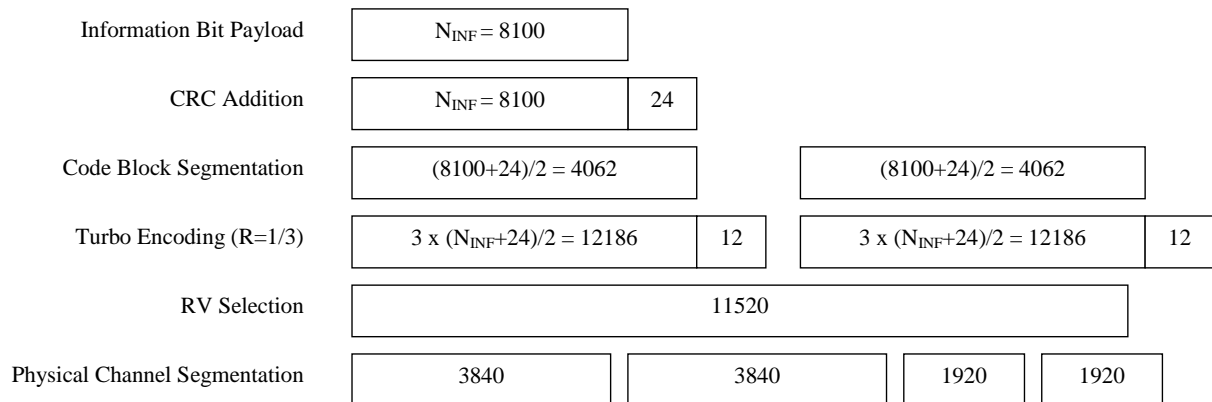 Information Bit Payload N_INF = 8100
CRC Addition N_INF = 8100 24
Code Block Segmentation (8100+24)/2 = 4062 (8100+24)/2 = 4062
Turbo Encoding (R=1/3) 3 x (N_INF+24)/2 = 12186 12 3 x (N_INF+24)/2 = 12186 12
RV Selection 11520
Physical Channel Segmentation 3840 3840 1920 1920